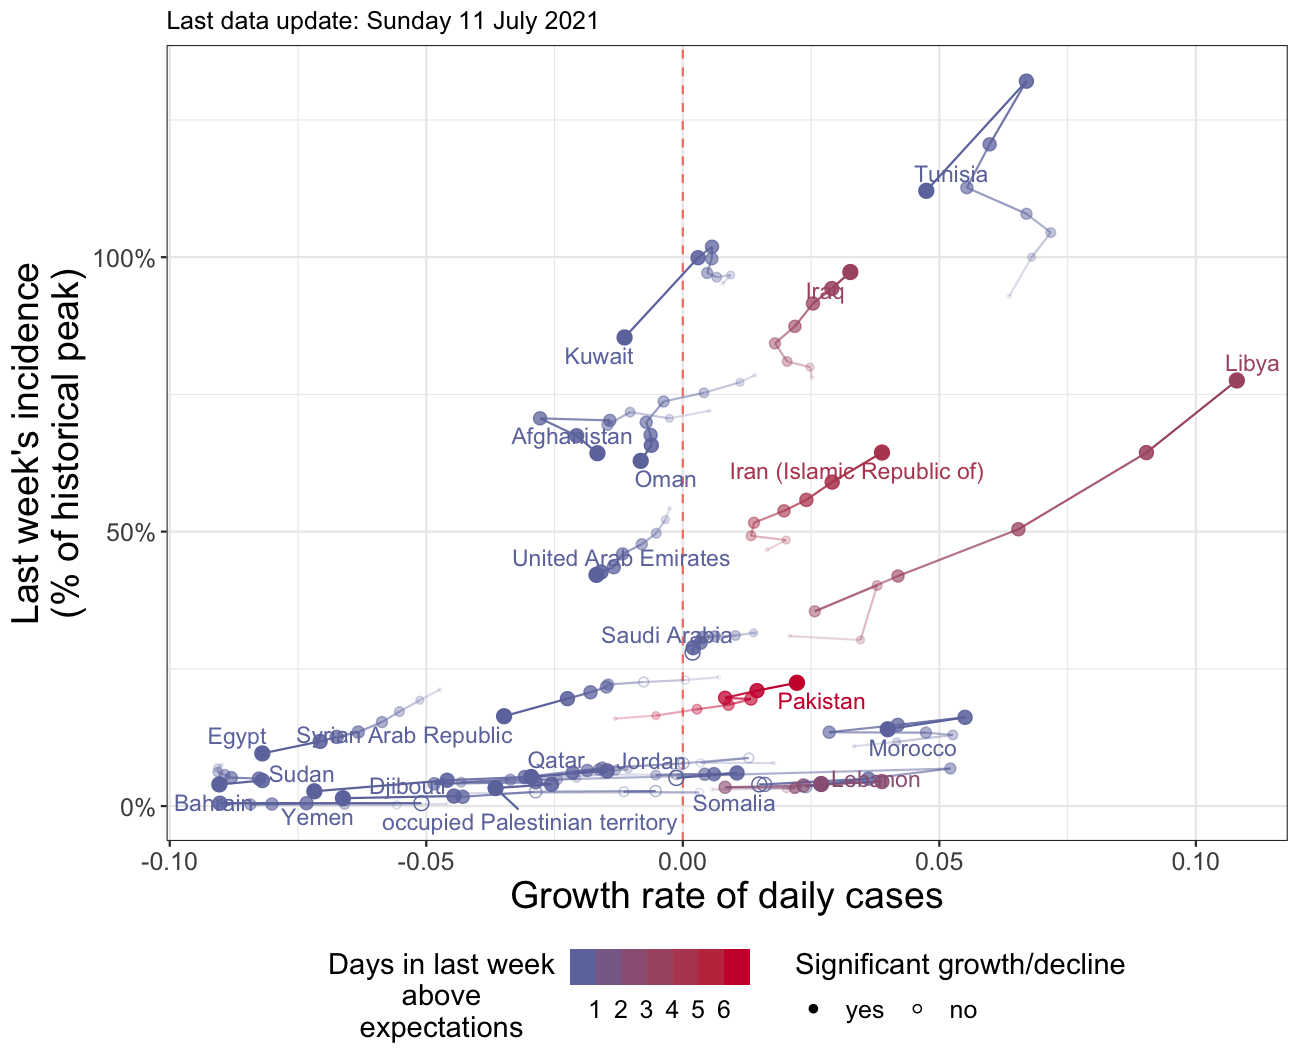 Last data update: Sunday 11 July 2021
Last week's incidence
(% of historical peak)
100%
50%
0%
Tunisia
Iraq
Kuwait
Libya
Afghanistan
Oman
Iran (Islamic Republic of)
United Arab Emirates
Saudi Arabia
Pakistan
Egypt
Syrian Arab Republic
Morocco
Sudan
Qatar
Jordan
Djibouti
Lebanon
Bahrain
Somalia
Yemen
occupied Palestinian territory
-0.10
-0.05
0.00
0.05
0.10
Growth rate of daily cases
Days in last week
above
expectations
1 2 3 4 5 6
Significant growth/decline
yes no